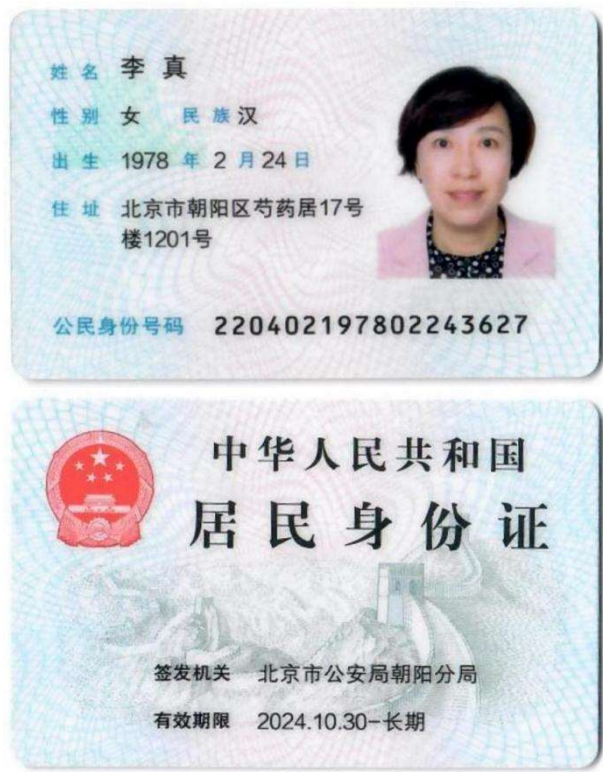 姓名 李真
性别 女 民族 汉
出生 1978 年 2 月 24 日
住址 北京市朝阳区芍药居17号
楼1201号
公民身份号码 220402197802243627
中华人民共和国
居民身份证
签发机关 北京市公安局朝阳分局
有效期限 2024.10.30-长期